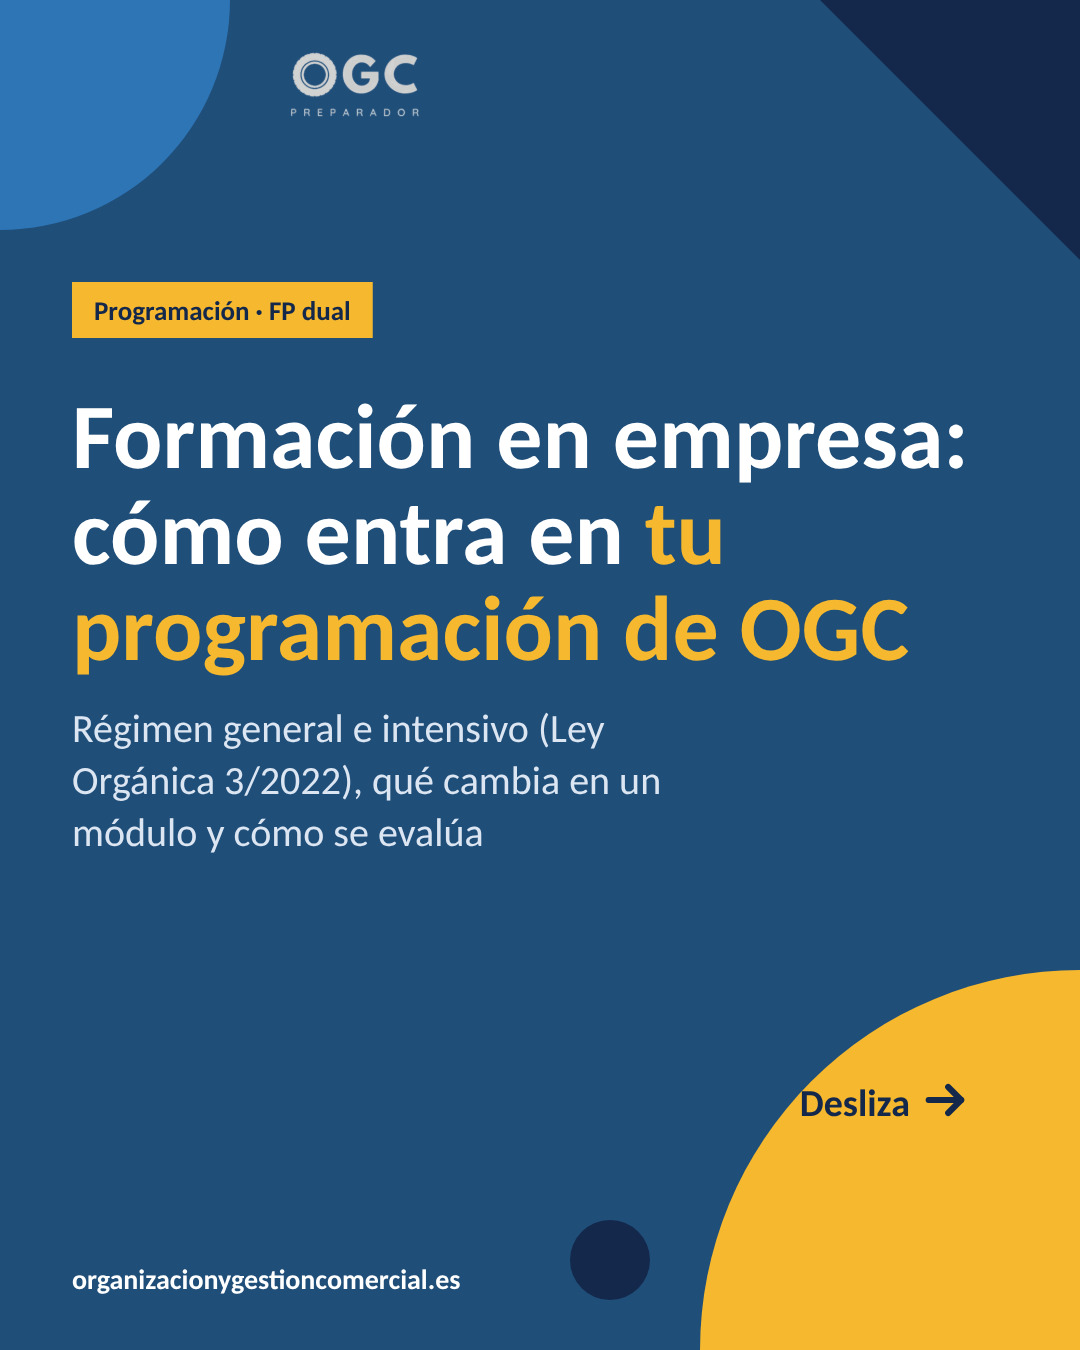 OGC
PREPARADOR
Programación · FP dual
Formación en empresa:
cómo entra en tu
programación de OGC
Régimen general e intensivo (Ley
Orgánica 3/2022), qué cambia en un
módulo y cómo se evalúa
Desliza →
organizacionygestioncomercial.es